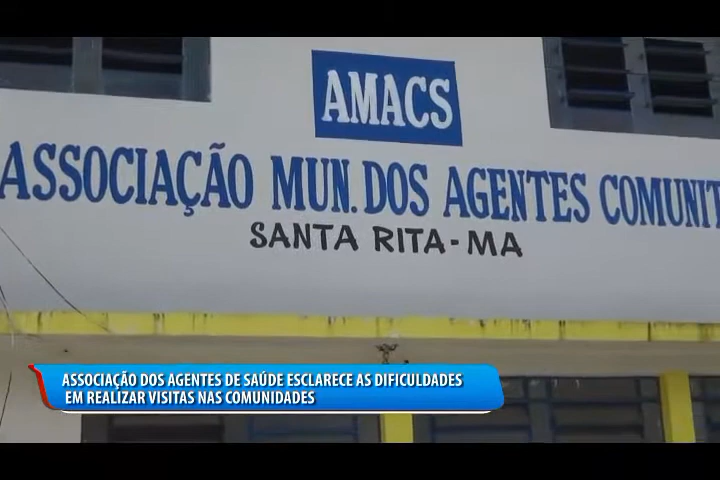 AMACS
ASSOCIAÇÃO MUN. DOS AGENTES COMUNIT
SANTA RITA-MA
ASSOCIAÇÃO DOS AGENTES DE SAÚDE ESCLARECE AS DIFICULDADES
EM REALIZAR VISITAS NAS COMUNIDADES